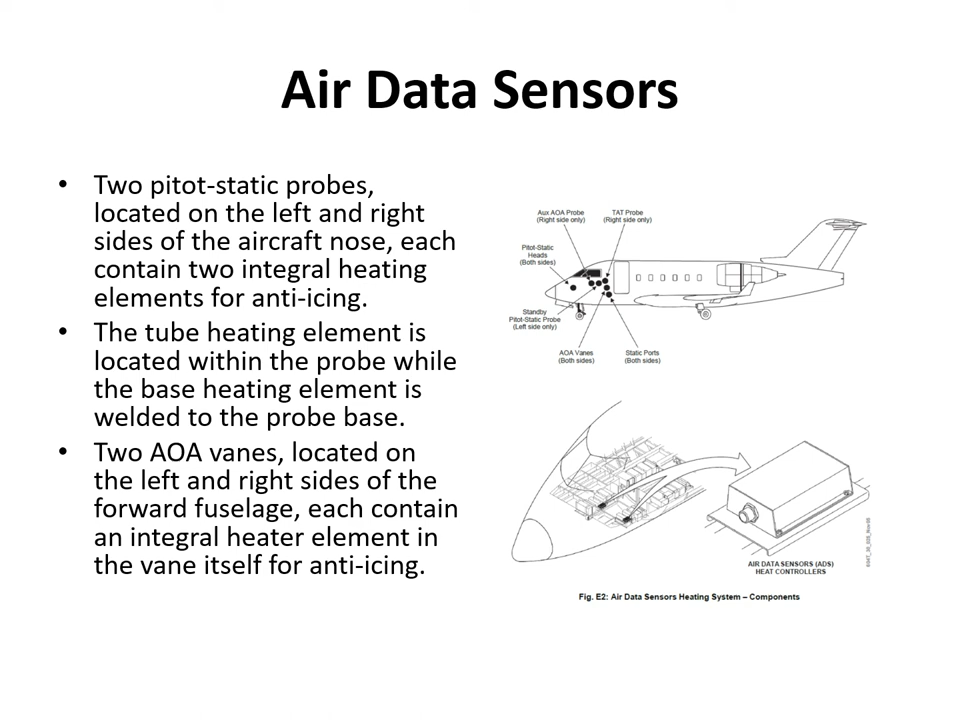 Air Data Sensors
• Two pitot-static probes,
located on the left and right
sides of the aircraft nose, each
contain two integral heating
elements for anti-icing.
• The tube heating element is
located within the probe while
the base heating element is
welded to the probe base.
• Two AOA vanes, located on
the left and right sides of the
forward fuselage, each contain
an integral heater element in
the vane itself for anti-icing.
Aux AOA Probe
(Right side only)
TAT Probe
(Right side only)
Pitot-Static
Heads
(Both sides)
Standby
Pitot-Static Probe
(Left side only)
AOA Vanes
(Both sides)
Static Ports
(Both sides)
AIR DATA SENSORS (ADS)
HEAT CONTROLLERS
Fig. E2: Air Data Sensors Heating System – Components